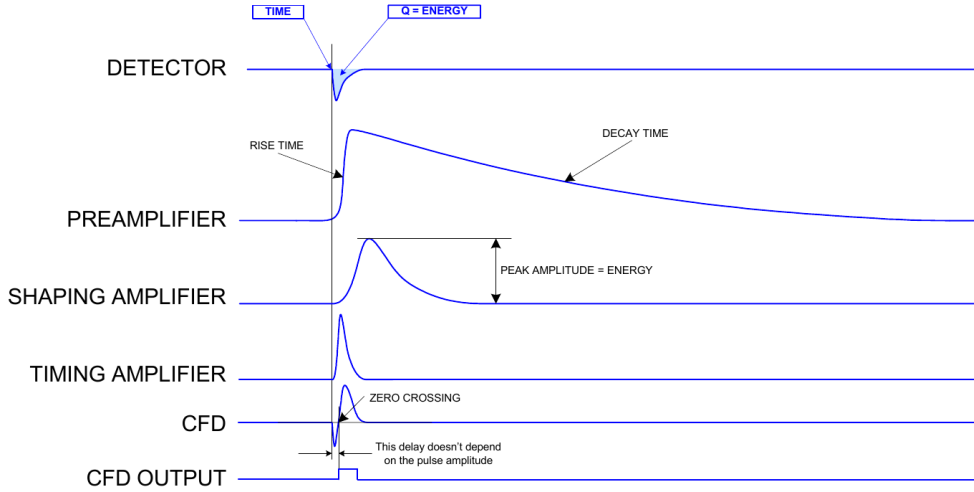 TIME
Q = ENERGY
DETECTOR
RISE TIME
DECAY TIME
PREAMPLIFIER
PEAK AMPLITUDE = ENERGY
SHAPING AMPLIFIER
TIMING AMPLIFIER
ZERO CROSSING
CFD
This delay doesn't depend
on the pulse amplitude
CFD OUTPUT